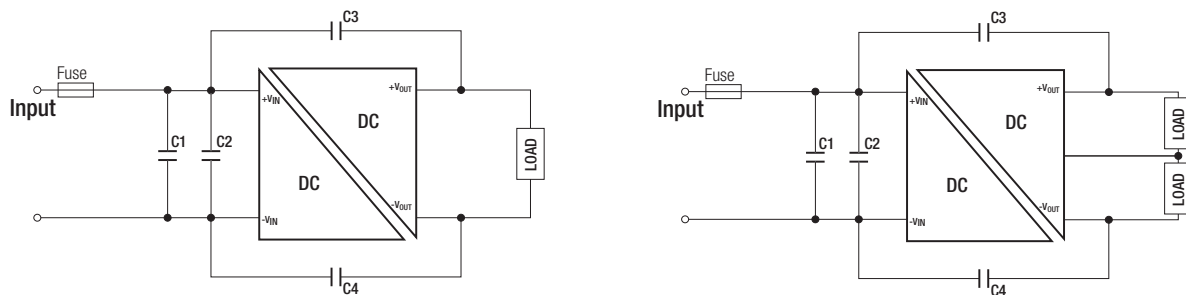 C3
Fuse
Input
+VIN
+VOUT
DC
C1
C2
DC
LOAD
-VIN
-VOUT
C4
C3
Fuse
Input
+VIN
+VOUT
DC
C1
C2
DC
LOAD
LOAD
-VIN
-VOUT
C4